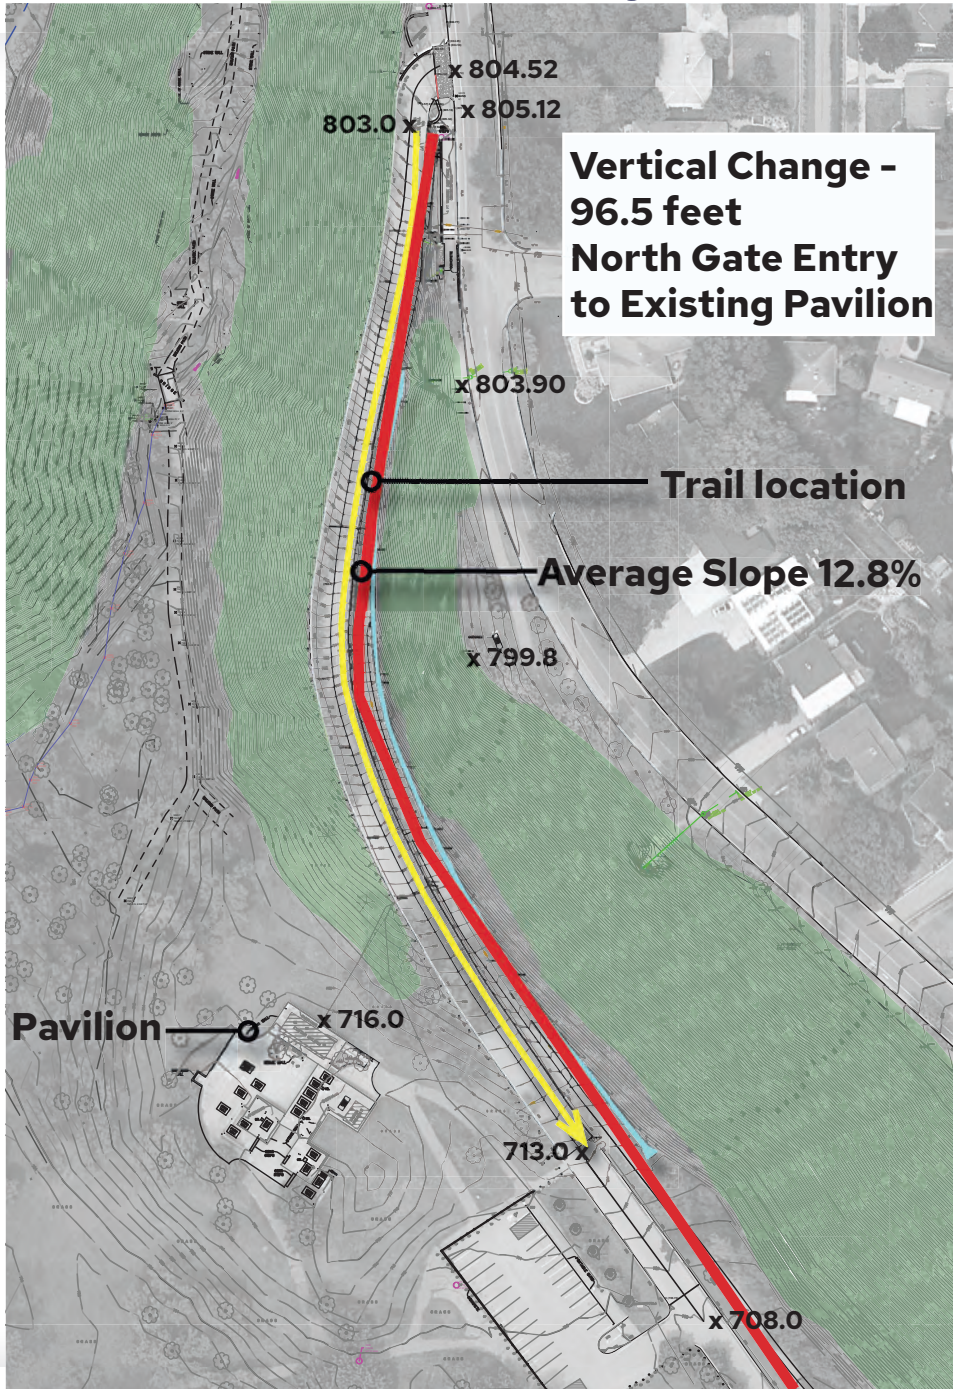 x 804.52
x 805.12
803.0 x
Vertical Change -
96.5 feet
North Gate Entry
to Existing Pavilion
x 803.90
Trail location
Average Slope 12.8%
x 799.8
Pavilion
x 716.0
713.0 x
x 708.0